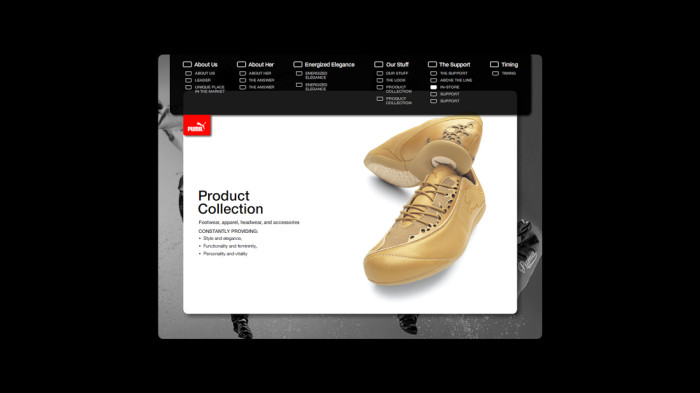 About Us
ABOUT US
LEADER
UNIQUE PLACE
IN THE MARKET
About Her
ABOUT HER
THE ANSWER
THE ANSWER
Energized Elegance
ENERGIZED
ELEGANCE
ENERGIZED
ELEGANCE
Our Stuff
OUR STUFF
THE LOOK
PRODUCT
COLLECTION
PRODUCT
COLLECTION
The Support
THE SUPPORT
ABOVE THE LINE
IN-STORE
SUPPORT
SUPPORT
Timing
TIMING
PUMA
Product
Collection
Footwear, apparel, headwear, and accessories
CONSTANTLY PROVIDING:
• Style and elegance,
• Functionality and femininity,
• Personality and vitality
Puma